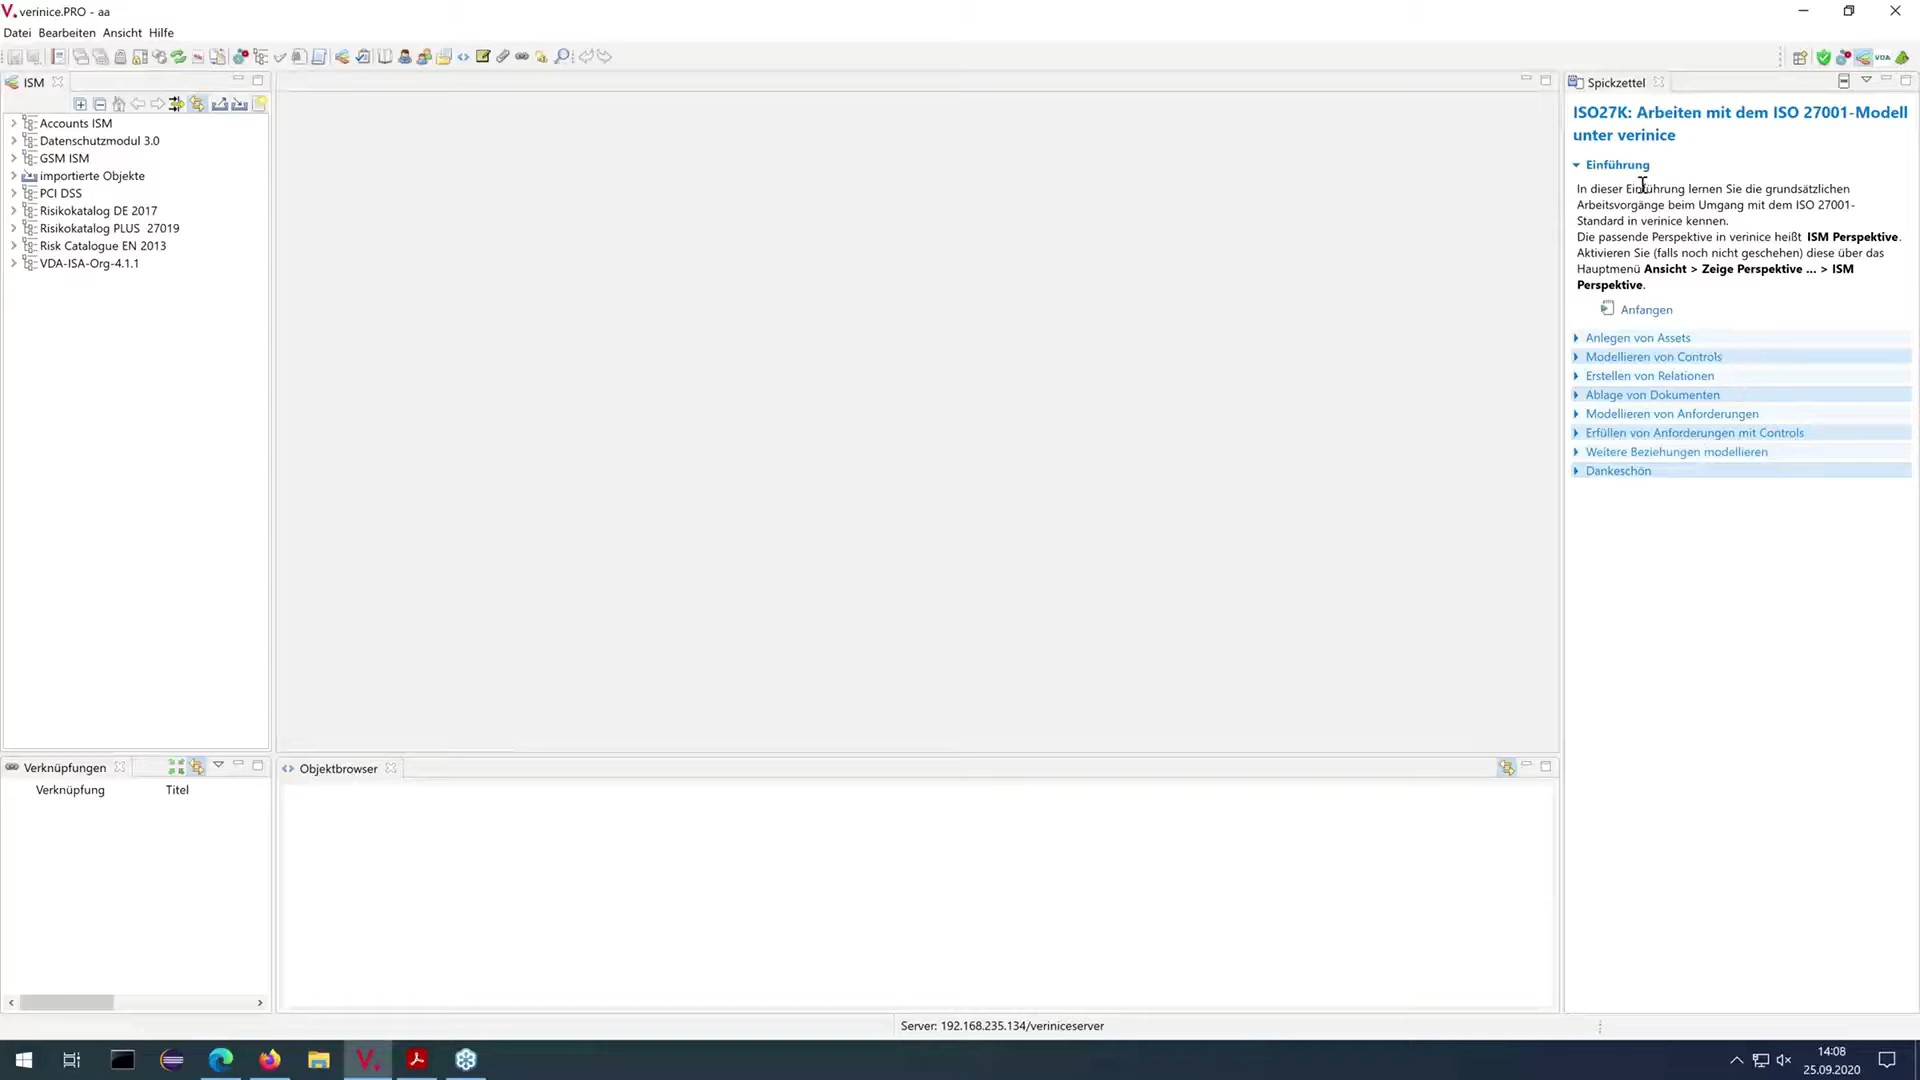 verinice.PRO - aa
Datei Bearbeiten Ansicht Hilfe
VDA
ISM
Accounts ISM
Datenschutzmodul 3.0
GSM ISM
importierte Objekte
PCI DSS
Risikokatalog DE 2017
Risikokatalog PLUS 27019
Risk Catalogue EN 2013
VDA-ISA-Org-4.1.1
Spickzettel
ISO27K: Arbeiten mit dem ISO 27001-Modell
unter verinice
Einführung
In dieser Einführung lernen Sie die grundsätzlichen
Arbeitsvorgänge beim Umgang mit dem ISO 27001-
Standard in verinice kennen.
Die passende Perspektive in verinice heißt ISM Perspektive.
Aktivieren Sie (falls noch nicht geschehen) diese über das
Hauptmenü Ansicht > Zeige Perspektive ... > ISM
Perspektive.
Anfangen
Anlegen von Assets
Modellieren von Controls
Erstellen von Relationen
Ablage von Dokumenten
Modellieren von Anforderungen
Erfüllen von Anforderungen mit Controls
Weitere Beziehungen modellieren
Dankeschön
Verknüpfungen
Verknüpfung Titel
Objektbrowser
Server: 192.168.235.134/veriniceserver
14:08
25.09.2020